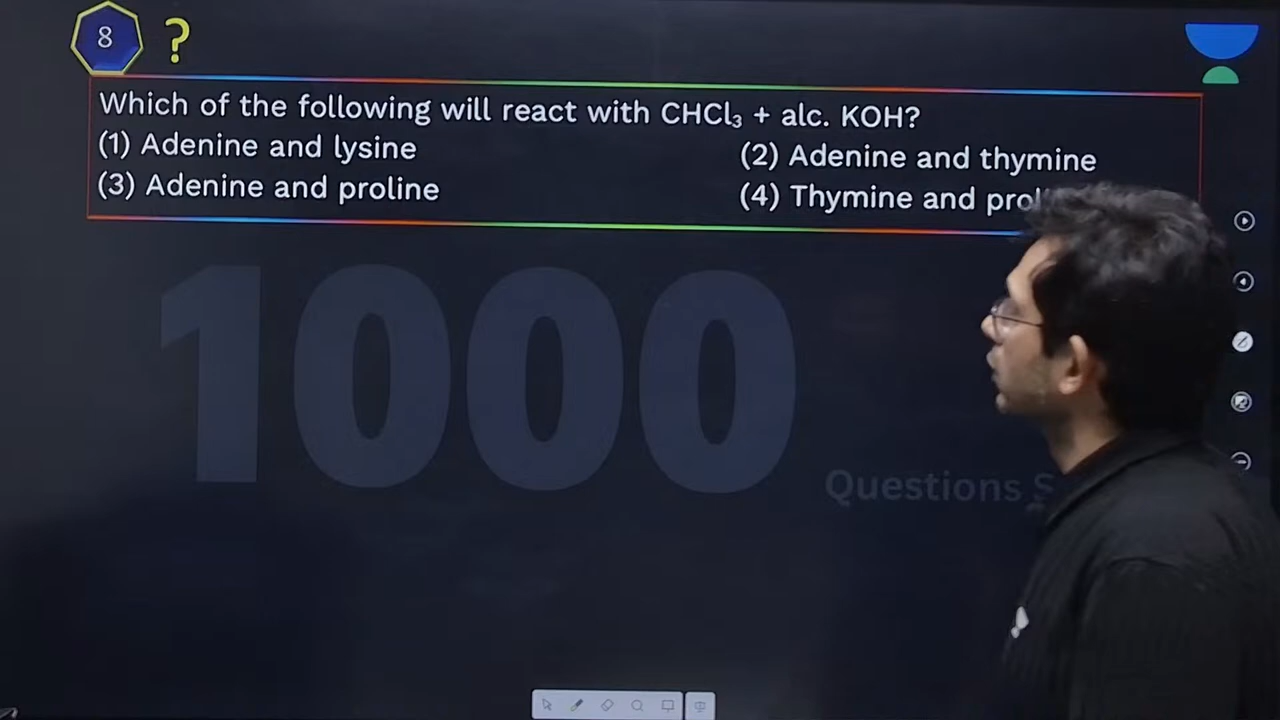 8 ?
Which of the following will react with CHCl₃ + alc. KOH?
(1) Adenine and lysine (2) Adenine and thymine
(3) Adenine and proline (4) Thymine and
1000
Questions